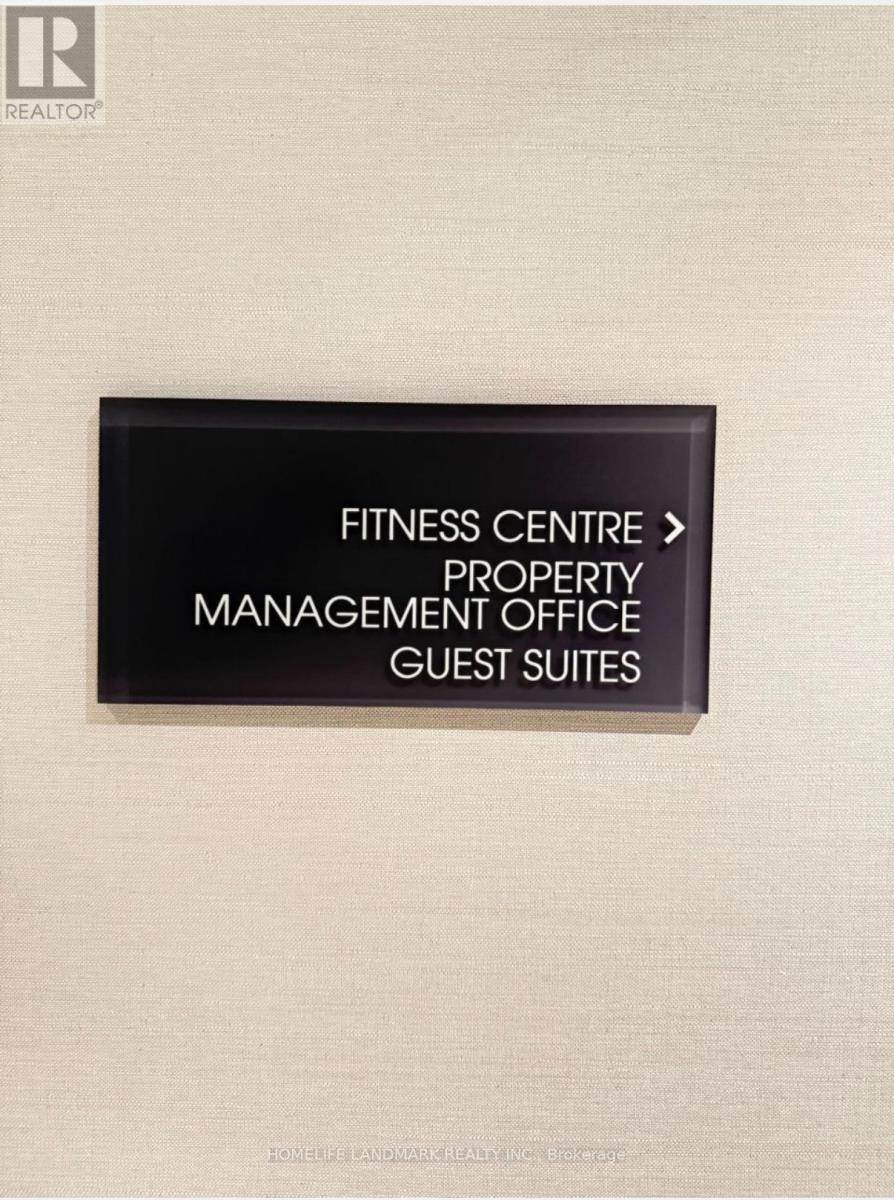 REALTOR®
FITNESS CENTRE >
PROPERTY
MANAGEMENT OFFICE
GUEST SUITES
HOMELIFE LANDMARK REALTY INC., Brokerage